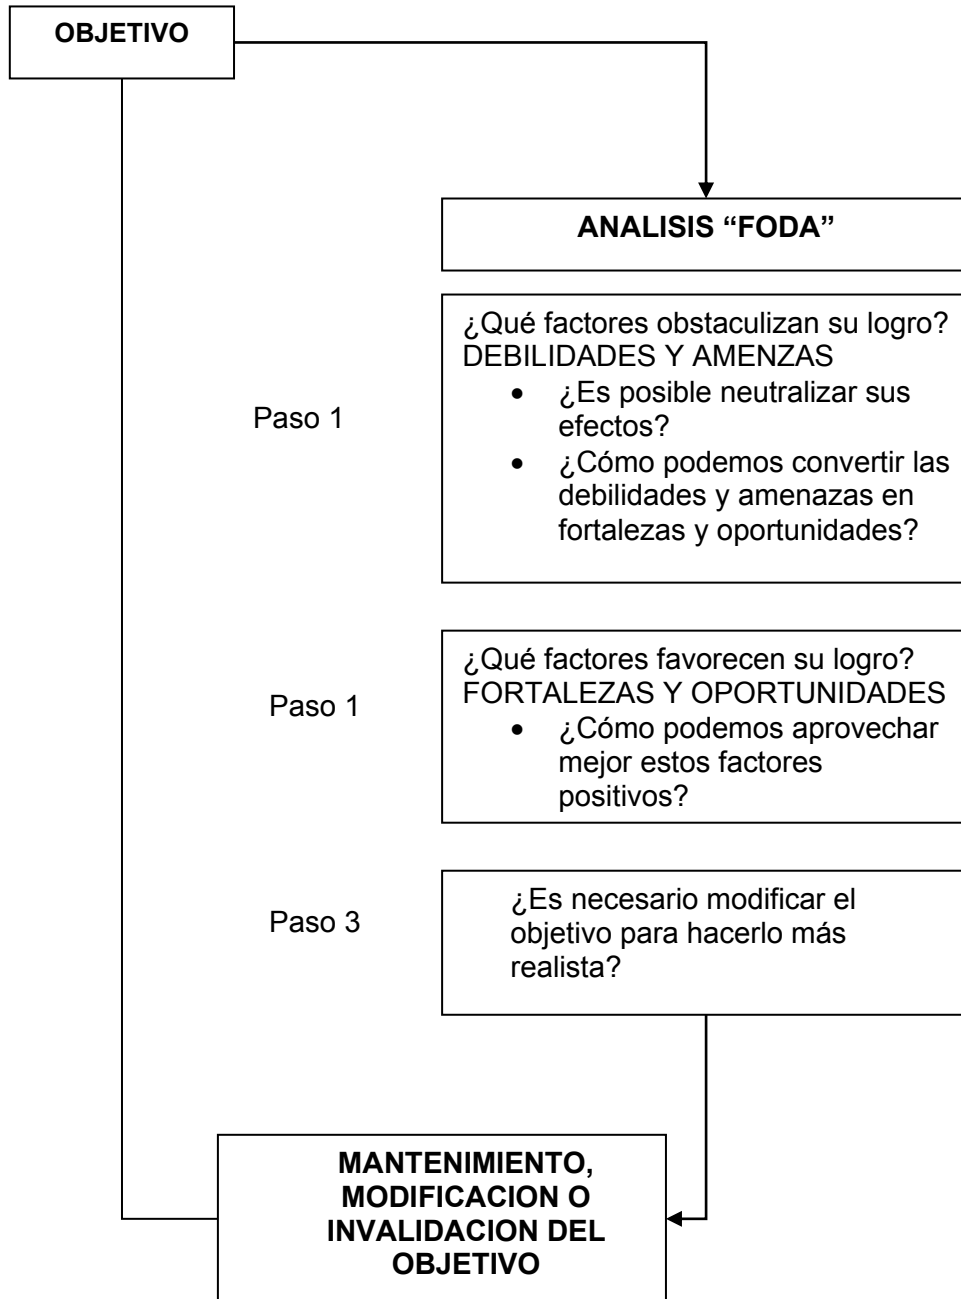 OBJETIVO
ANALISIS “FODA”
¿Qué factores obstaculizan su logro?
DEBILIDADES Y AMENZAS
Paso 1
• ¿Es posible neutralizar sus
efectos?
• ¿Cómo podemos convertir las
debilidades y amenazas en
fortalezas y oportunidades?
¿Qué factores favorecen su logro?
FORTALEZAS Y OPORTUNIDADES
Paso 1
• ¿Cómo podemos aprovechar
mejor estos factores
positivos?
Paso 3
¿Es necesario modificar el
objetivo para hacerlo más
realista?
MANTENIMIENTO,
MODIFICACION O
INVALIDACION DEL
OBJETIVO